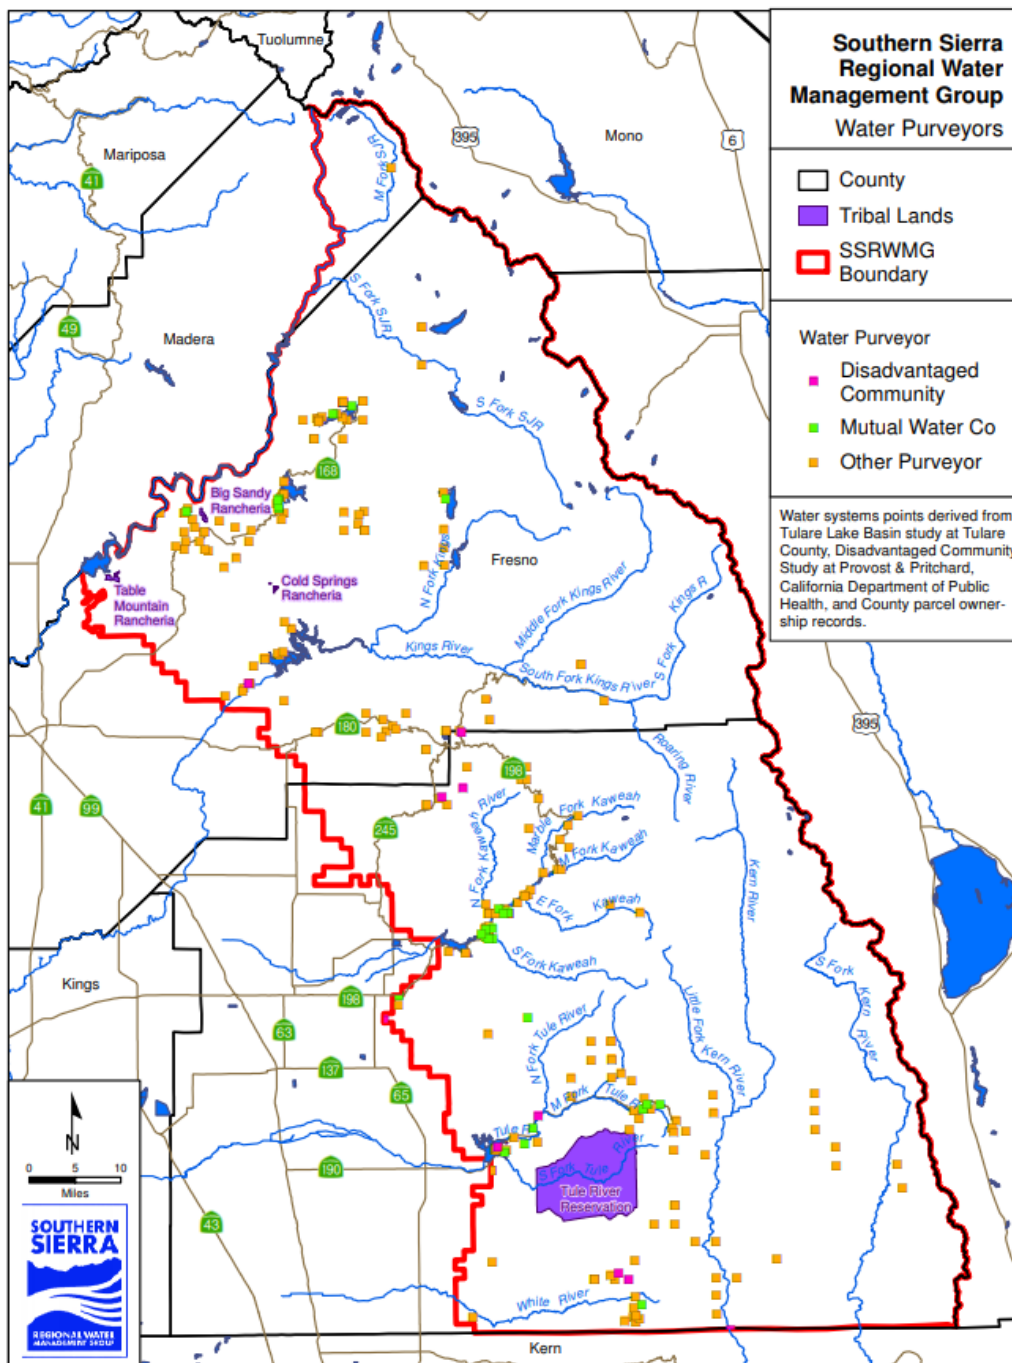 Southern Sierra
Regional Water
Management Group
Water Purveyors
County
Tribal Lands
SSRWMG
Boundary
Water Purveyor
Disadvantaged
Community
Mutual Water Co
Other Purveyor
Water systems points derived from
Tulare Lake Basin study at Tulare
County, Disadvantaged Community
Study at Provost & Pritchard,
California Department of Public
Health, and County parcel owner-
ship records.
Tuolumne
Mono
395
6
Mariposa
41
M Fork SJR
S Fork SJR
49
Madera
S Fork SJR
168
Big Sandy
Rancheria
Fresno
N Fork Kings
Cold Springs
Rancheria
Table
Mountain
Rancheria
Middle Fork Kings River
S Fork Kings R
Kings River
South Fork Kings River
180
395
Roaring River
198
41
99
245
N Fork Kaweah River
Marble Fork Kaweah
M Fork Kaweah
Kern River
E Fork Kaweah
S Fork Kaweah
S Fork Kern River
Kings
198
63
137
65
N Fork Tule River
Little Fork Kern River
M Fork Tule R
Tule R
190
S Fork Tule River
Tule River
Reservation
43
White River
Kern
N
0 5 10
Miles
SOUTHERN
SIERRA
REGIONAL WATER
MANAGEMENT GROUP